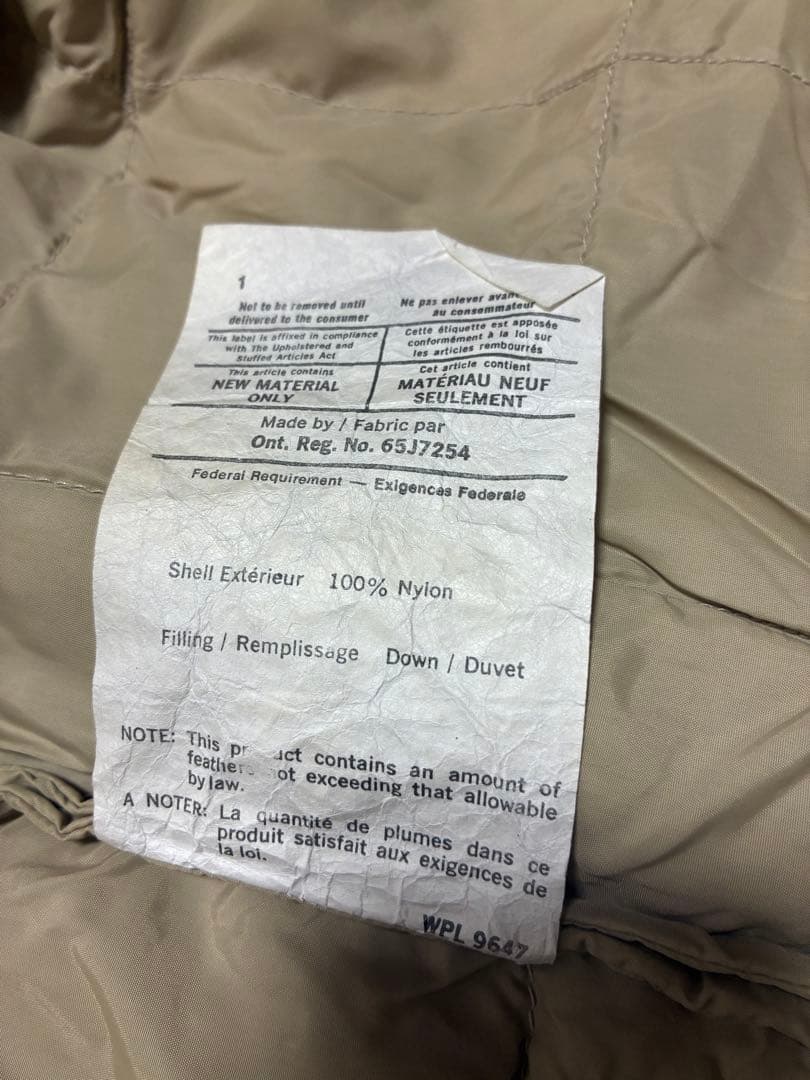 1
Not to be removed until
delivered to the consumer
Ne pas enlever
au consommateur
This label is affixed in compliance
with The Upholstered and
Stuffed Articles Act
Cette étiquette est apposée
conformément à la loi sur
les articles rembourrés
This article contains
NEW MATERIAL
ONLY
Cet article contient
MATÉRIAU NEUF
SEULEMENT
Made by / Fabric par
Ont. Reg. No. 65J7254
Federal Requirement — Exigences Federale
Shell Extérieur 100% Nylon
Filling / Remplissage Down / Duvet
NOTE: This contains an amount of
exceeding that allowable
by law.
A NOTER: La quantité de plumes dans ce
produit satisfait aux exigences de
la loi.
WPL 9647